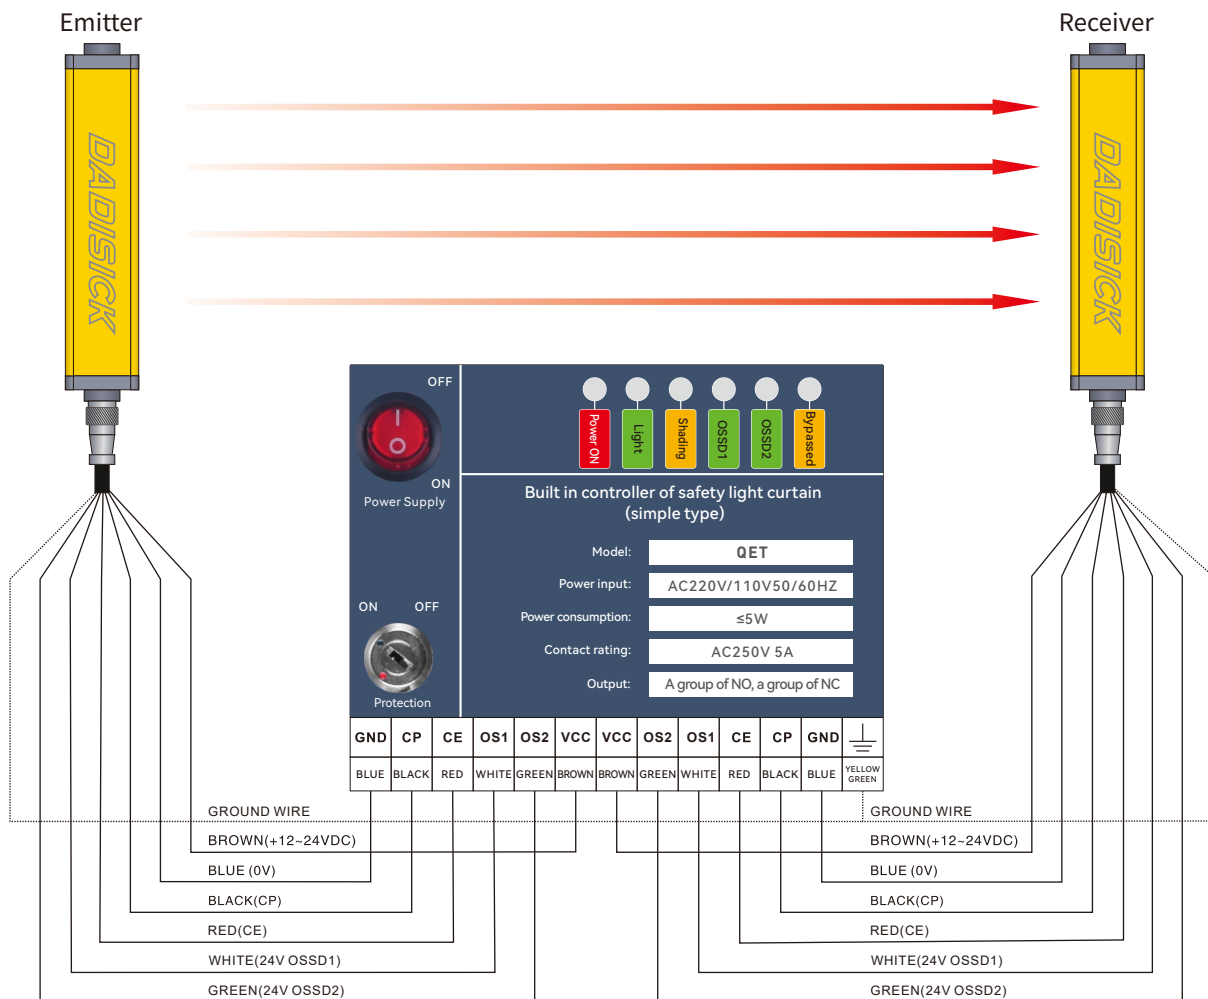 Emitter
Receiver
DADISICK
DADISICK
OFF
ON
Power Supply
ON OFF
Protection
Power ON
Light
Shading
OSSD1
OSSD2
Bypassed
Built in controller of safety light curtain
(simple type)
Model: QET
Power input: AC220V/110V50/60HZ
Power consumption: ≤5W
Contact rating: AC250V 5A
Output: A group of NO, a group of NC
GND CP CE OS1 OS2 VCC VCC OS2 OS1 CE CP GND
BLUE BLACK RED WHITE GREEN BROWN BROWN GREEN WHITE RED BLACK BLUE YELLOW
GREEN
GROUND WIRE
BROWN(+12~24VDC)
BLUE (0V)
BLACK(CP)
RED(CE)
WHITE(24V OSSD1)
GREEN(24V OSSD2)
GROUND WIRE
BROWN(+12~24VDC)
BLUE (0V)
BLACK(CP)
RED(CE)
WHITE(24V OSSD1)
GREEN(24V OSSD2)